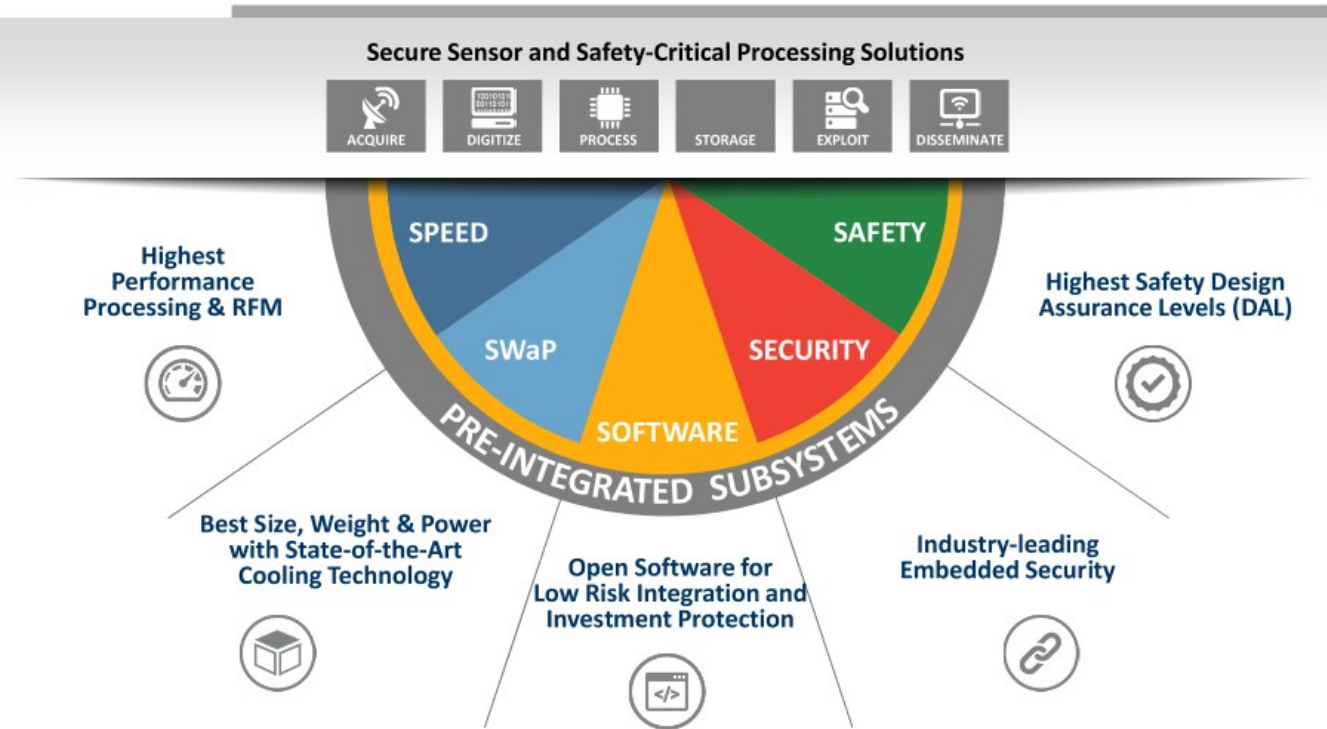 Secure Sensor and Safety-Critical Processing Solutions
ACQUIRE
DIGITIZE
PROCESS
STORAGE
EXPLOIT
DISSEMINATE
SPEED
SWaP
SOFTWARE
SECURITY
SAFETY
PRE-INTEGRATED SUBSYSTEMS
Highest
Performance
Processing & RFM
Best Size, Weight & Power
with State-of-the-Art
Cooling Technology
Open Software for
Low Risk Integration and
Investment Protection
</>
Industry-leading
Embedded Security
Highest Safety Design
Assurance Levels (DAL)